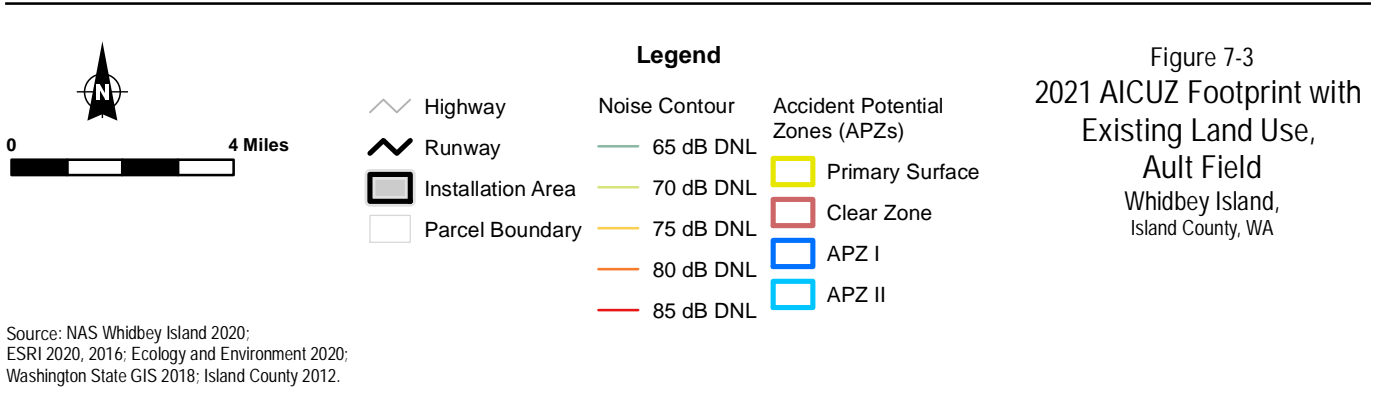 N
0 4 Miles
Source: NAS Whidbey Island 2020;
ESRI 2020, 2016; Ecology and Environment 2020;
Washington State GIS 2018; Island County 2012.
Legend
Highway
Runway
Installation Area
Parcel Boundary
Noise Contour
65 dB DNL
70 dB DNL
75 dB DNL
80 dB DNL
85 dB DNL
Accident Potential
Zones (APZs)
Primary Surface
Clear Zone
APZ I
APZ II
Figure 7-3
2021 AICUZ Footprint with
Existing Land Use,
Ault Field
Whidbey Island,
Island County, WA